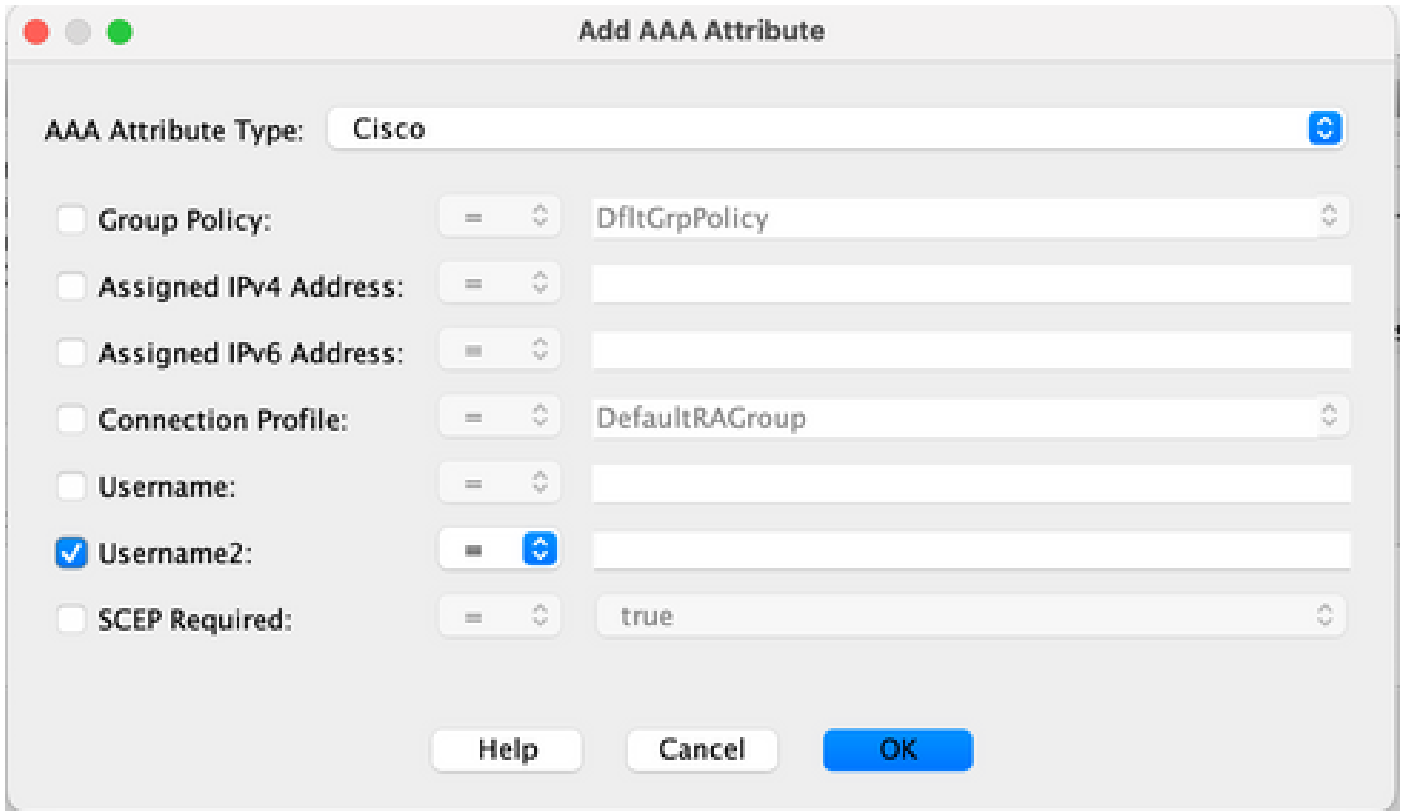 Add AAA Attribute
AAA Attribute Type: Cisco
Group Policy: = DfltGrpPolicy
Assigned IPv4 Address: =
Assigned IPv6 Address: =
Connection Profile: = DefaultRAGroup
Username: =
Username2: =
SCEP Required: = true
Help Cancel OK